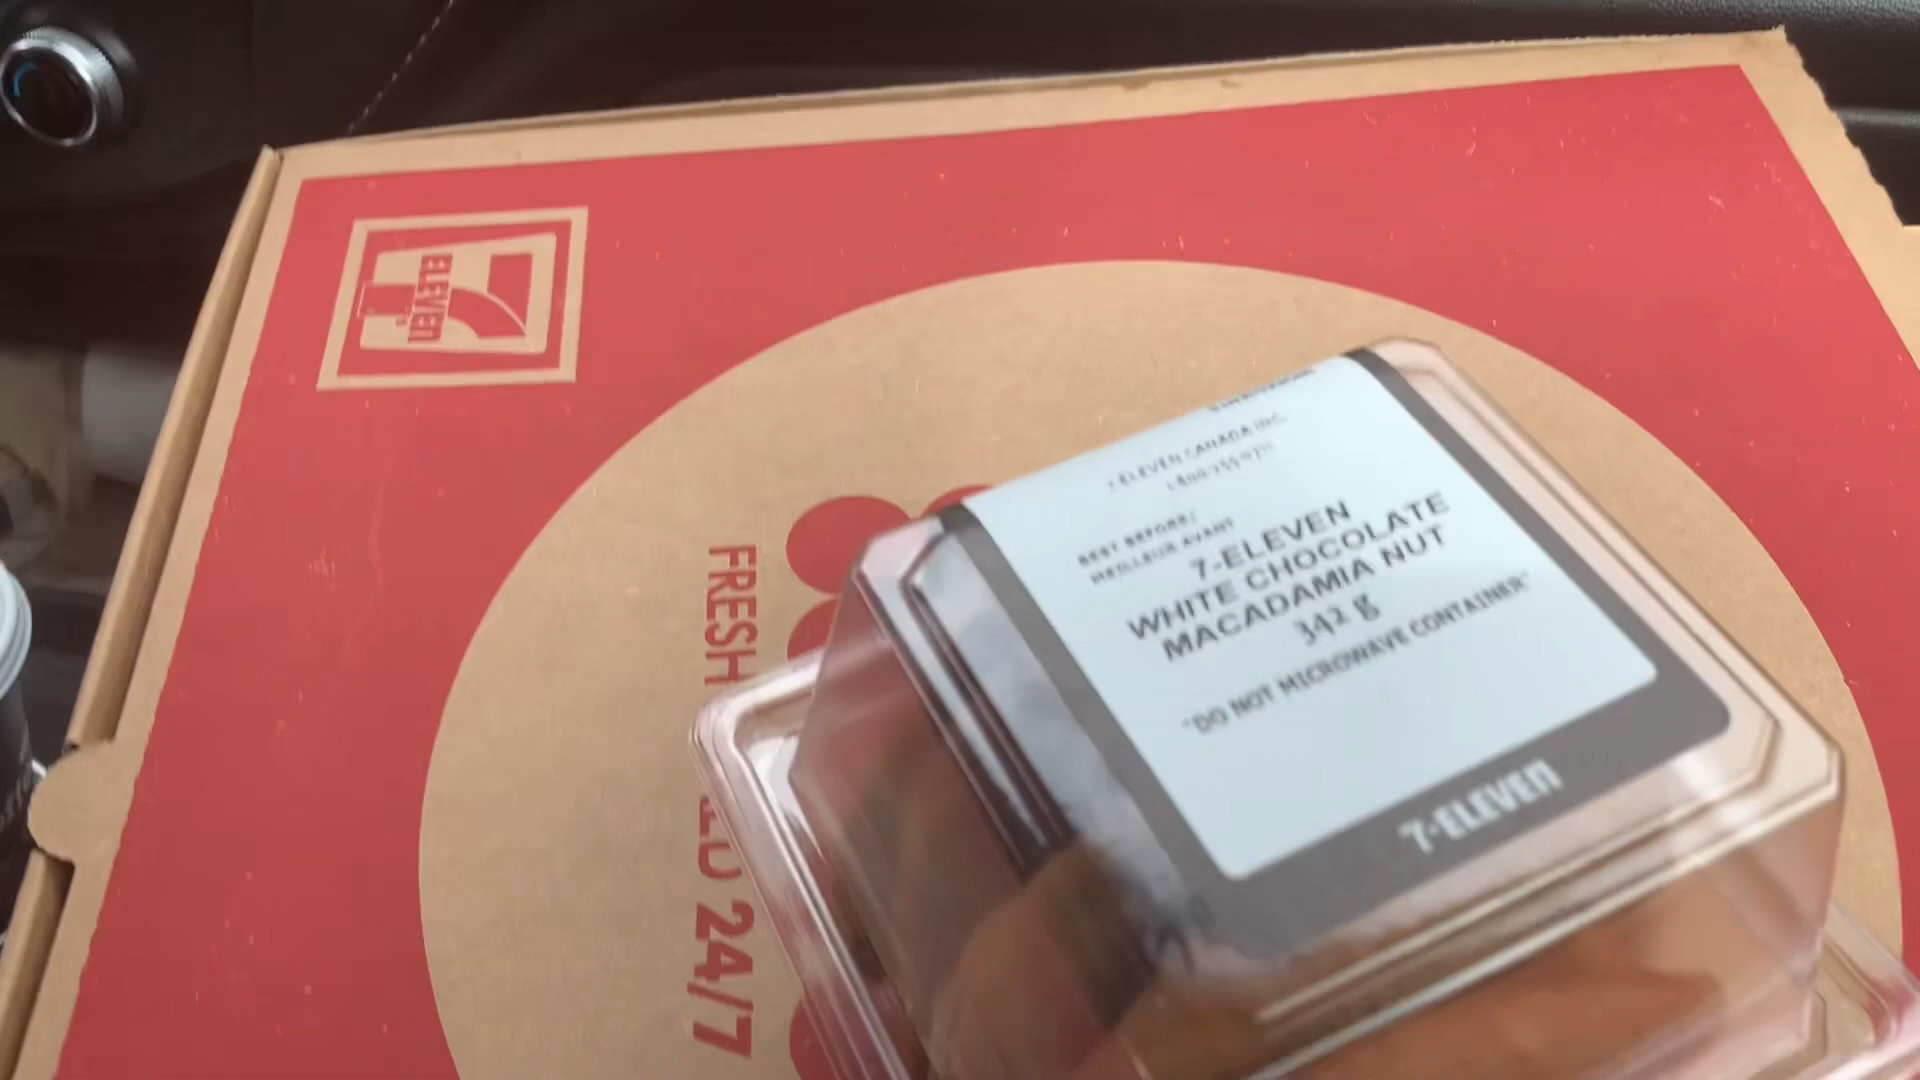 7
ELEVEN
FRESH
24/7
7-ELEVEN CANADA INC.
BEST BEFORE/
MEILLEUR AVANT
7-ELEVEN
WHITE CHOCOLATE
MACADAMIA NUT
342 g
"DO NOT MICROWAVE CONTAINER"
7-ELEVEN